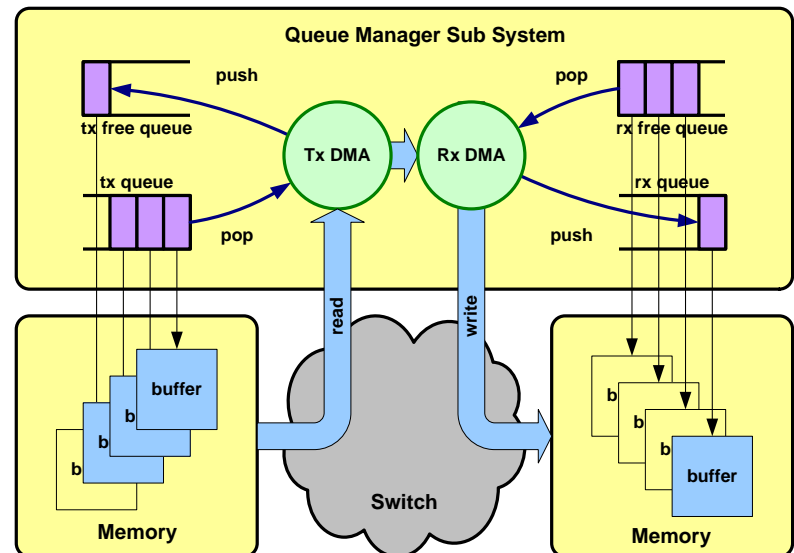 Queue Manager Sub System
push
pop
tx free queue
rx free queue
Tx DMA
Rx DMA
tx queue
rx queue
pop
push
read
write
buffer
b
b
b
b
b
b
buffer
Switch
Memory
Memory